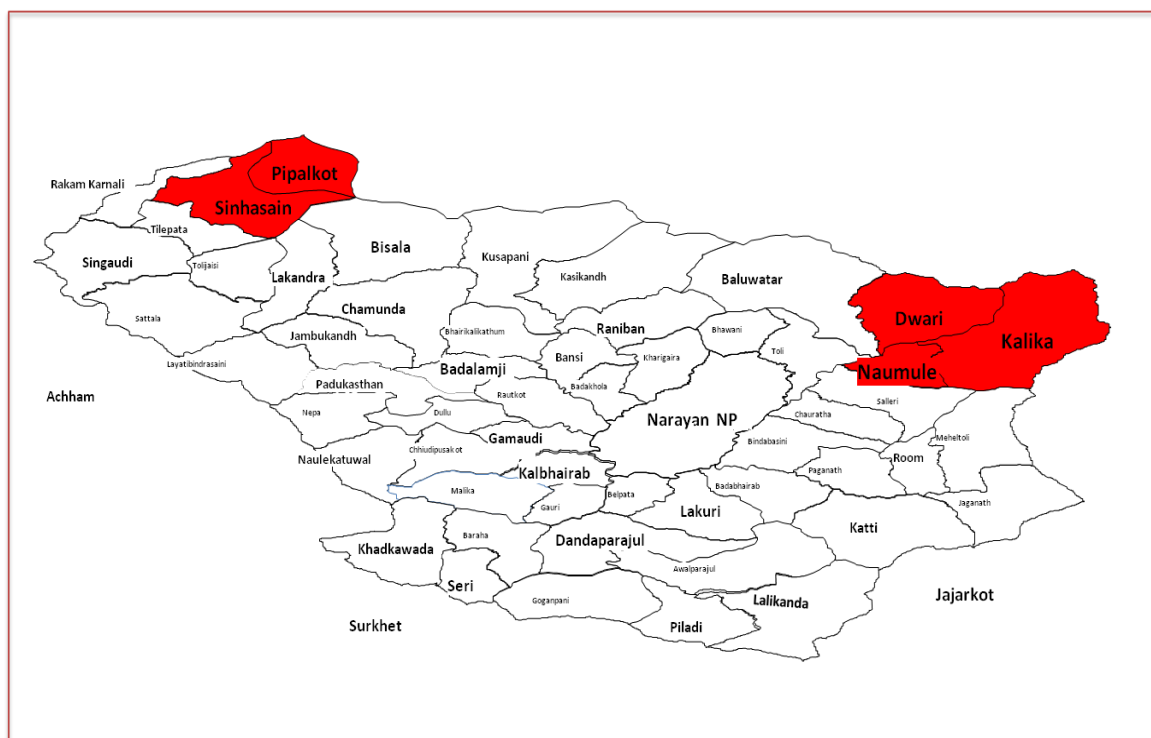 Pipalkot
Rakam Karnali
Sinhasain
Tilepata
Bisala
Kusapani
Singaudi
Tolijaisi
Lakandra
Kasikandh
Baluwatar
Chamunda
Sattala
Dwari
Raniban
Bhawani
Jambukandh
Bhairikalikathum
Kalika
Toli
Bansi
Kharigaira
Layatibindrasaini
Badalamji
Naumule
Padukasthan
Badakhola
Achham
Rautkot
Salleri
Nepa
Dullu
Chauratha
Narayan NP
Gamaudi
Bindabasini
Meheltoli
Chhiudipusakot
Naulekatuwal
Room
Kalbhairab
Paganath
Malika
Badabhairab
Belpata
Gauri
Jaganath
Lakuri
Katti
Baraha
Dandaparajul
Khadkawada
Awalparajul
Seri
Jajarkot
Goganpani
Lalikanda
Surkhet
Piladi